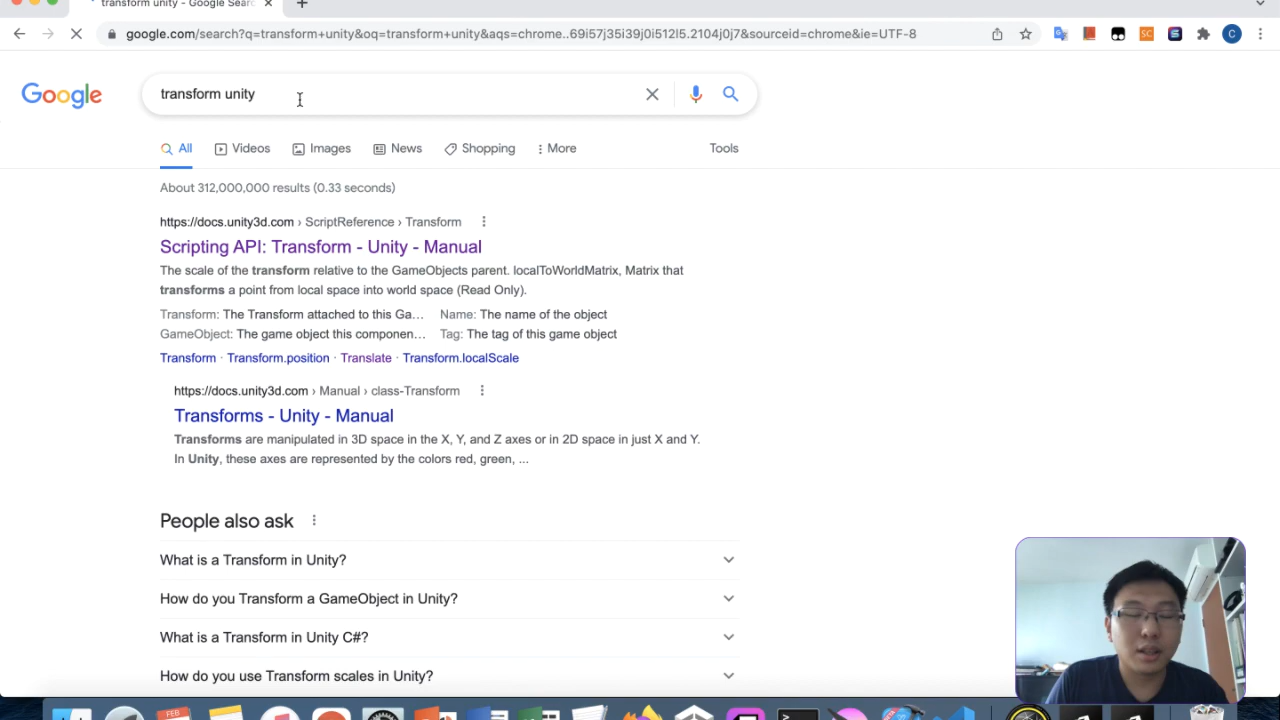 transform unity - Google Searc
google.com/search?q=transform+unity&oq=transform+unity&aqs=chrome..69i57j35i39j0i512l5.2104j0j7&sourceid=chrome&ie=UTF-8
SC
C
Google
transform unity
All
Videos
Images
News
Shopping
More
Tools
About 312,000,000 results (0.33 seconds)
https://docs.unity3d.com › ScriptReference › Transform
Scripting API: Transform - Unity - Manual
The scale of the transform relative to the GameObjects parent. localToWorldMatrix, Matrix that
transforms a point from local space into world space (Read Only).
Transform: The Transform attached to this Ga… Name: The name of the object
GameObject: The game object this componen… Tag: The tag of this game object
Transform · Transform.position · Translate · Transform.localScale
https://docs.unity3d.com › Manual › class-Transform
Transforms - Unity - Manual
Transforms are manipulated in 3D space in the X, Y, and Z axes or in 2D space in just X and Y.
In Unity, these axes are represented by the colors red, green, ...
People also ask
What is a Transform in Unity?
How do you Transform a GameObject in Unity?
What is a Transform in Unity C#?
How do you use Transform scales in Unity?
FEB